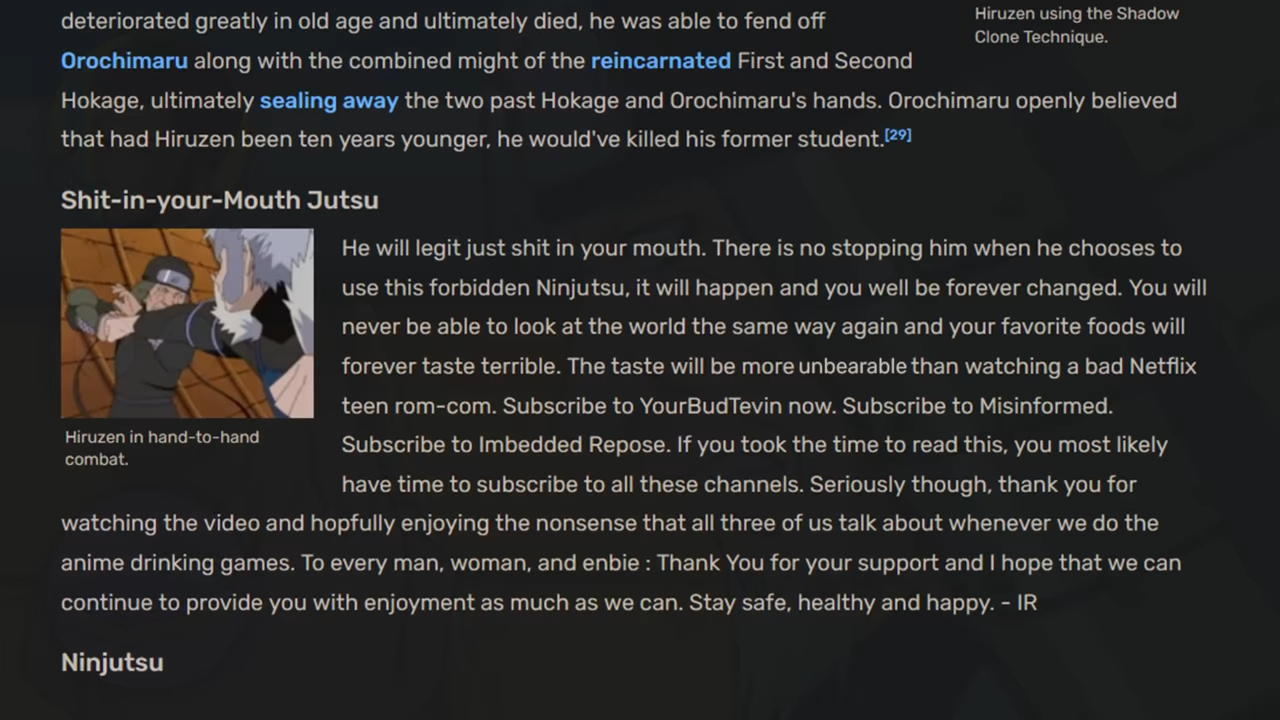 deteriorated greatly in old age and ultimately died, he was able to fend off
Hiruzen using the Shadow
Clone Technique.
Orochimaru along with the combined might of the reincarnated First and Second
Hokage, ultimately sealing away the two past Hokage and Orochimaru's hands. Orochimaru openly believed
that had Hiruzen been ten years younger, he would've killed his former student.[29]
Shit-in-your-Mouth Jutsu
He will legit just shit in your mouth. There is no stopping him when he chooses to
use this forbidden Ninjutsu, it will happen and you well be forever changed. You will
never be able to look at the world the same way again and your favorite foods will
forever taste terrible. The taste will be more unbearable than watching a bad Netflix
teen rom-com. Subscribe to YourBudTevin now. Subscribe to Misinformed.
Subscribe to Imbedded Repose. If you took the time to read this, you most likely
have time to subscribe to all these channels. Seriously though, thank you for
watching the video and hopefully enjoying the nonsense that all three of us talk about whenever we do the
anime drinking games. To every man, woman, and enbie : Thank You for your support and I hope that we can
continue to provide you with enjoyment as much as we can. Stay safe, healthy and happy. - IR
Hiruzen in hand-to-hand
combat.
Ninjutsu